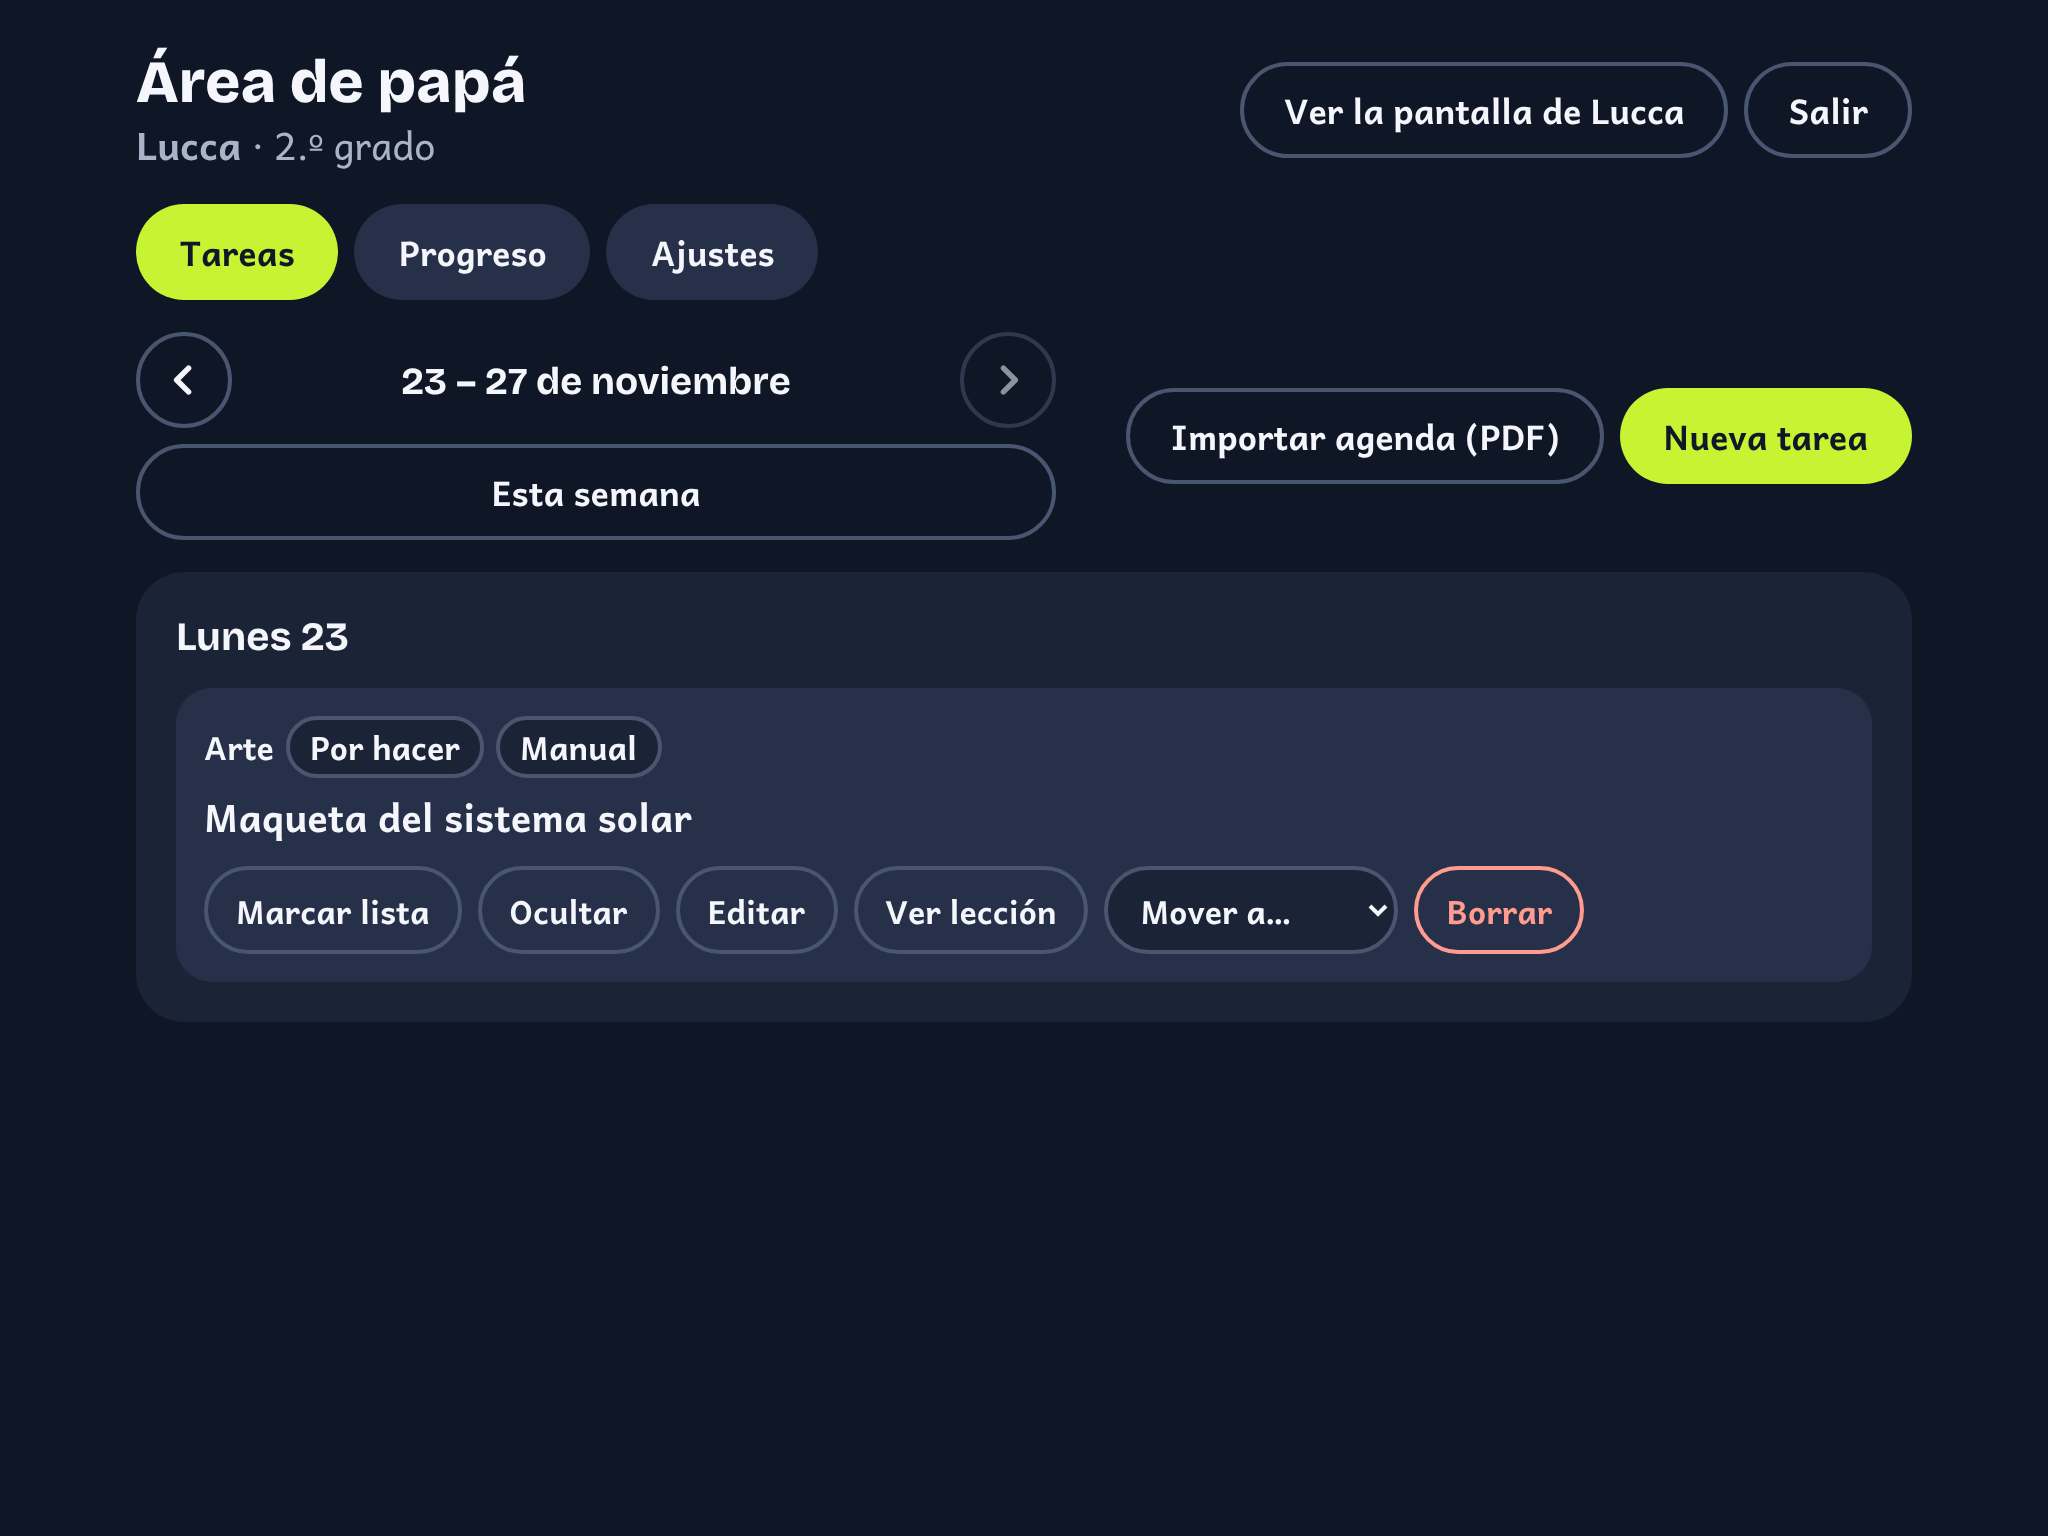 Área de papá
Lucca · 2.º grado
Ver la pantalla de Lucca
Salir
Tareas
Progreso
Ajustes
23 – 27 de noviembre
Esta semana
Importar agenda (PDF)
Nueva tarea
Lunes 23
Arte
Por hacer
Manual
Maqueta del sistema solar
Marcar lista
Ocultar
Editar
Ver lección
Mover a...
Borrar